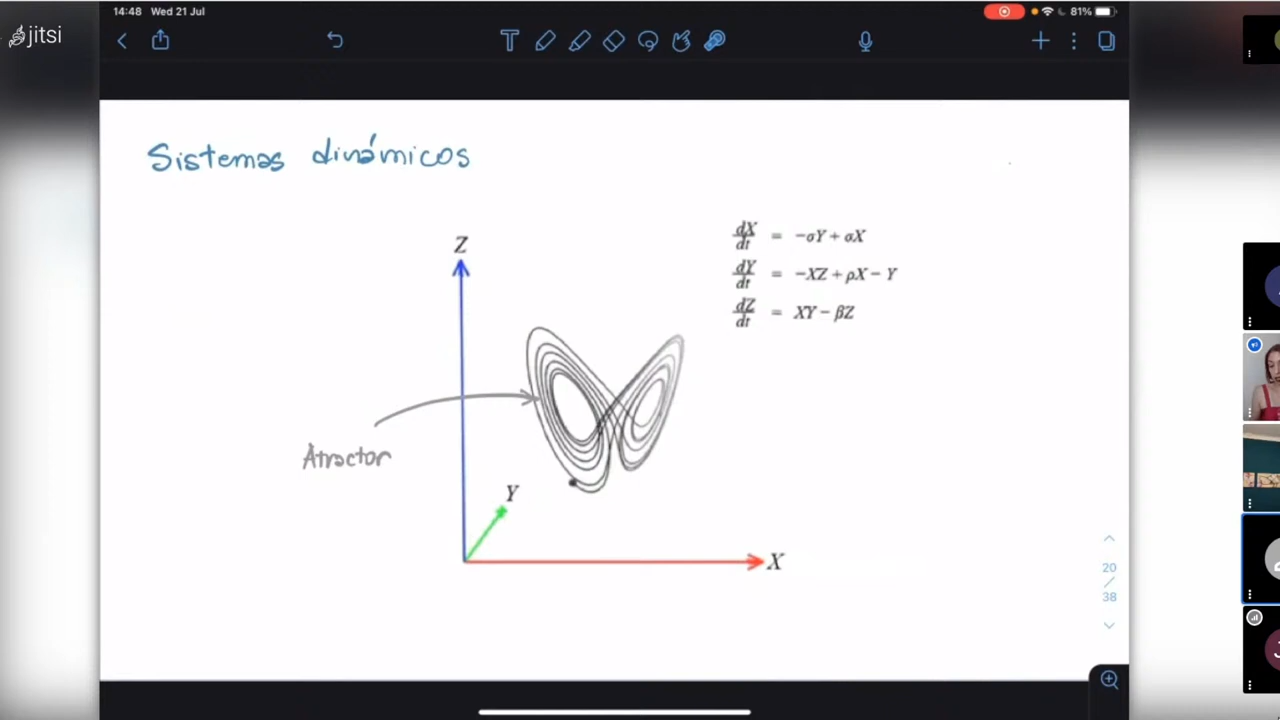 14:48 Wed 21 Jul
81%
jitsi
T
Sistemas dinámicos
Z
dX/dt = -σY + σX
dY/dt = -XZ + ρX - Y
dZ/dt = XY - βZ
Atractor
Y
X
20
/
38